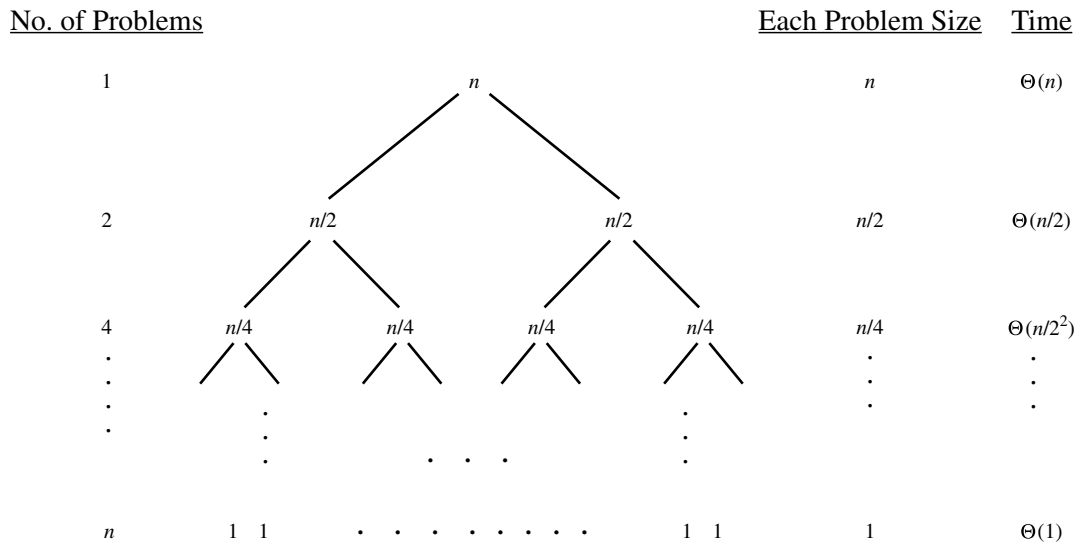 No. of Problems Each Problem Size Time
1 n n Θ(n)
2 n/2 n/2 n/2 Θ(n/2)
4 n/4 n/4 n/4 n/4 n/4 Θ(n/2²)
n 1 1 . . . . . . . . 1 1 1 Θ(1)